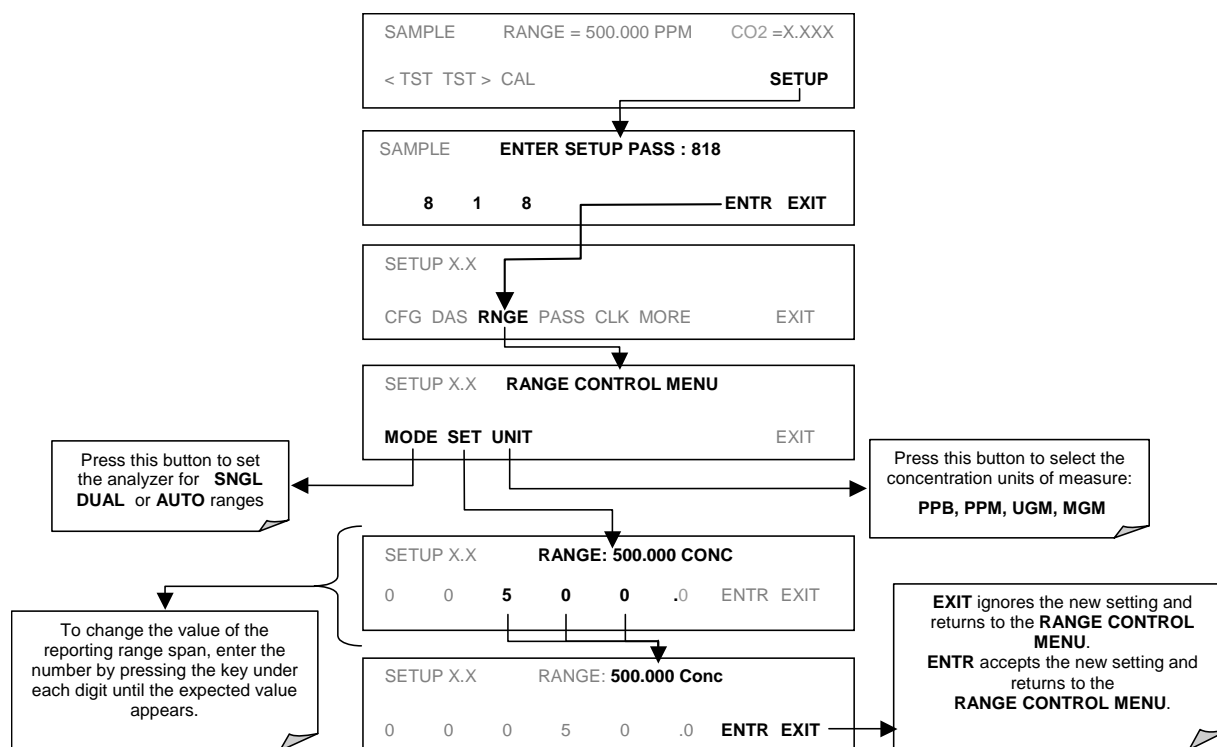 SAMPLE RANGE = 500.000 PPM CO2 =X.XXX
< TST TST > CAL SETUP
SAMPLE ENTER SETUP PASS : 818
8 1 8 ENTR EXIT
SETUP X.X
CFG DAS RNGE PASS CLK MORE EXIT
SETUP X.X RANGE CONTROL MENU
MODE SET UNIT EXIT
Press this button to set
the analyzer for SNGL
DUAL or AUTO ranges
Press this button to select the
concentration units of measure:
PPB, PPM, UGM, MGM
SETUP X.X RANGE: 500.000 CONC
0 0 5 0 0 .0 ENTR EXIT
To change the value of the
reporting range span, enter the
number by pressing the key under
each digit until the expected value
appears.
EXIT ignores the new setting and
returns to the RANGE CONTROL
MENU.
ENTR accepts the new setting and
returns to the
RANGE CONTROL MENU.
SETUP X.X RANGE: 500.000 Conc
0 0 0 5 0 .0 ENTR EXIT